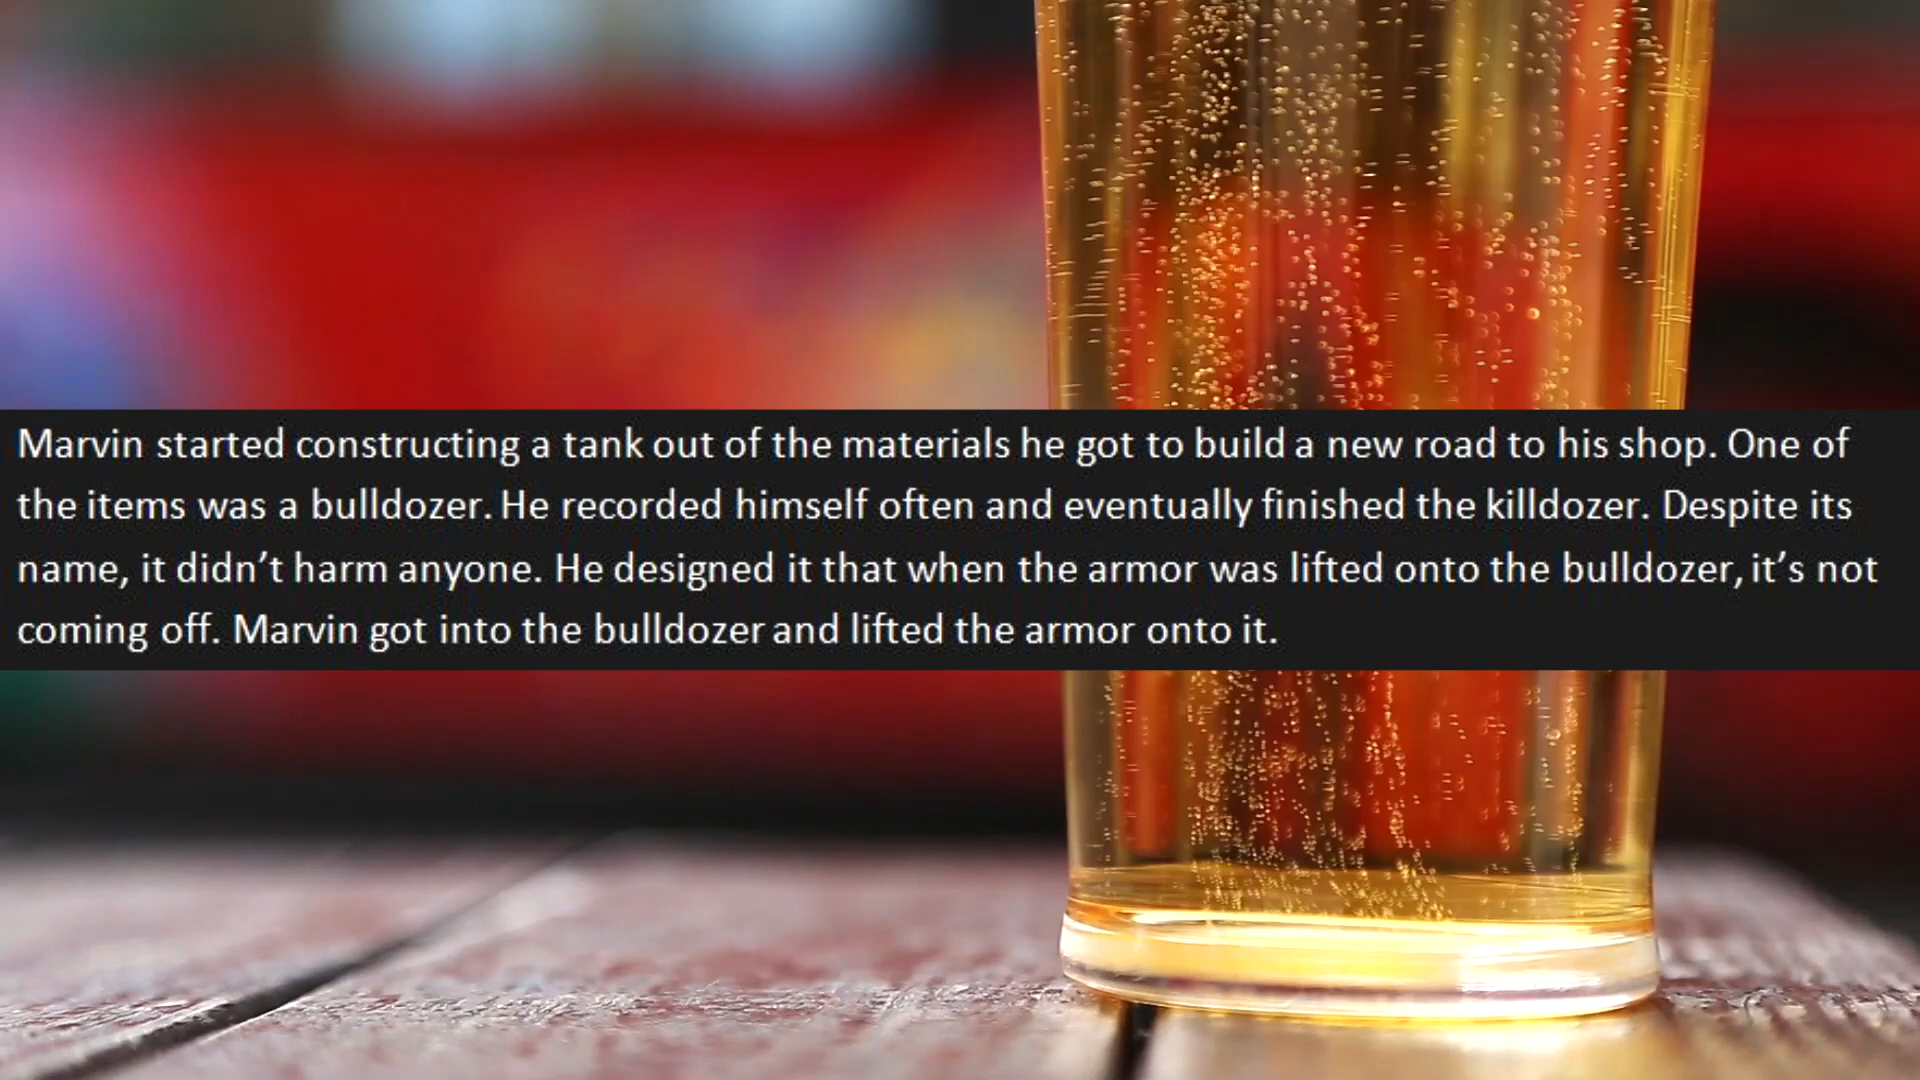 Marvin started constructing a tank out of the materials he got to build a new road to his shop. One of
the items was a bulldozer. He recorded himself often and eventually finished the killdozer. Despite its
name, it didn’t harm anyone. He designed it that when the armor was lifted onto the bulldozer, it’s not
coming off. Marvin got into the bulldozer and lifted the armor onto it.